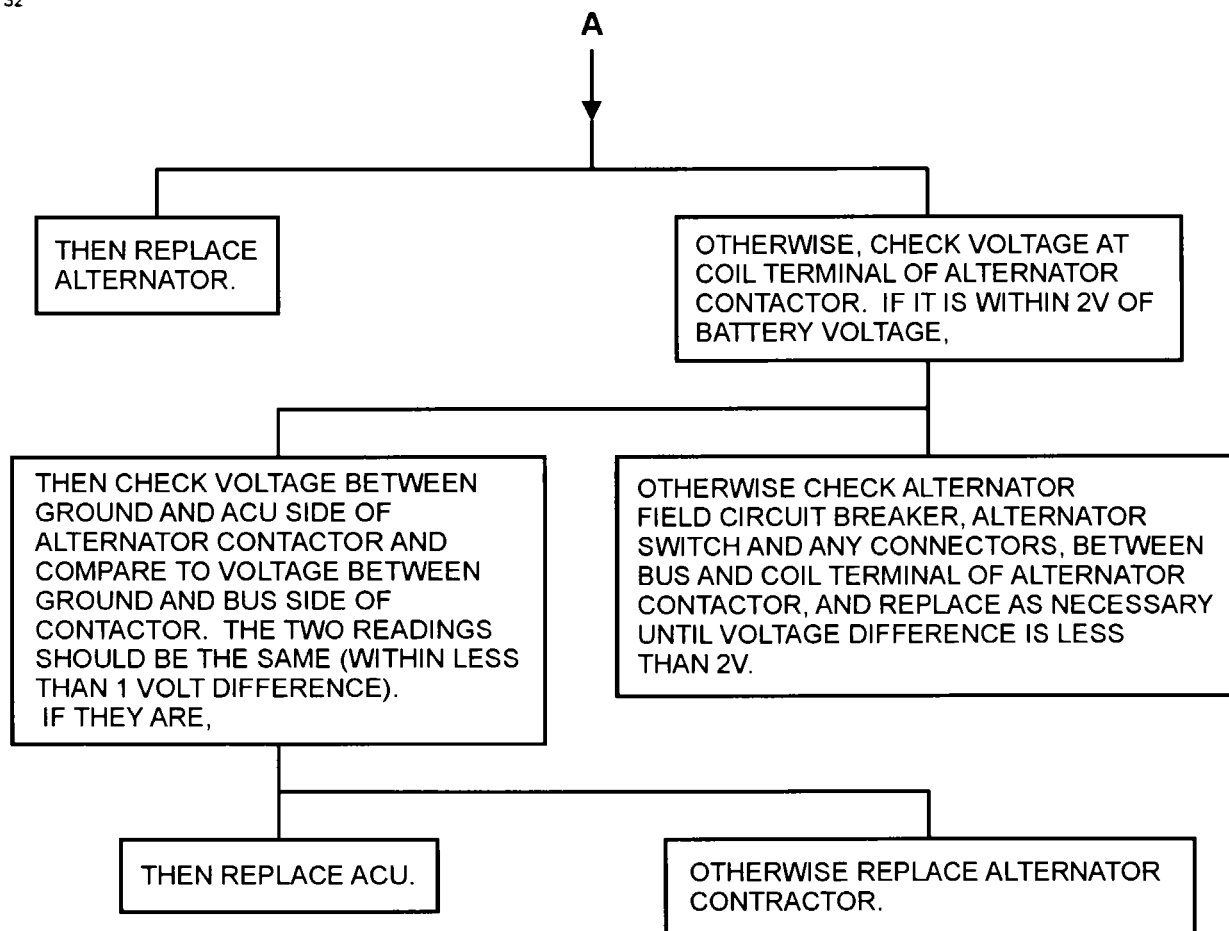 32
A
THEN REPLACE
ALTERNATOR.
OTHERWISE, CHECK VOLTAGE AT
COIL TERMINAL OF ALTERNATOR
CONTACTOR. IF IT IS WITHIN 2V OF
BATTERY VOLTAGE,
THEN CHECK VOLTAGE BETWEEN
GROUND AND ACU SIDE OF
ALTERNATOR CONTACTOR AND
COMPARE TO VOLTAGE BETWEEN
GROUND AND BUS SIDE OF
CONTACTOR. THE TWO READINGS
SHOULD BE THE SAME (WITHIN LESS
THAN 1 VOLT DIFFERENCE).
IF THEY ARE,
OTHERWISE CHECK ALTERNATOR
FIELD CIRCUIT BREAKER, ALTERNATOR
SWITCH AND ANY CONNECTORS, BETWEEN
BUS AND COIL TERMINAL OF ALTERNATOR
CONTACTOR, AND REPLACE AS NECESSARY
UNTIL VOLTAGE DIFFERENCE IS LESS
THAN 2V.
THEN REPLACE ACU.
OTHERWISE REPLACE ALTERNATOR
CONTRACTOR.